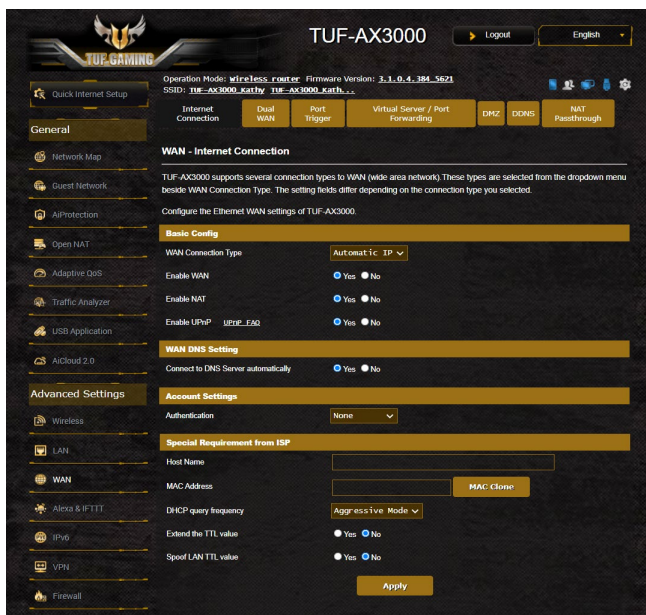 TUF GAMING
TUF-AX3000
Logout
English
Quick Internet Setup
General
Network Map
Guest Network
AiProtection
Open NAT
Adaptive QoS
Traffic Analyzer
USB Application
AiCloud 2.0
Advanced Settings
Wireless
LAN
WAN
Alexa & IFTTT
IPv6
VPN
Firewall
Operation Mode: Wireless router Firmware Version: 3.1.0.4.384_5621
SSID: TUF-AX3000_Kathy TUF-AX3000_Kath...
Internet Connection
Dual WAN
Port Trigger
Virtual Server / Port Forwarding
DMZ
DDNS
NAT Passthrough
WAN - Internet Connection
TUF-AX3000 supports several connection types to WAN (wide area network).These types are selected from the dropdown menu
beside WAN Connection Type. The setting fields differ depending on the connection type you selected.
Configure the Ethernet WAN settings of TUF-AX3000.
Basic Config
WAN Connection Type Automatic IP
Enable WAN Yes No
Enable NAT Yes No
Enable UPnP UPnP FAQ Yes No
WAN DNS Setting
Connect to DNS Server automatically Yes No
Account Settings
Authentication None
Special Requirement from ISP
Host Name
MAC Address MAC Clone
DHCP query frequency Aggressive Mode
Extend the TTL value Yes No
Spoof LAN TTL value Yes No
Apply